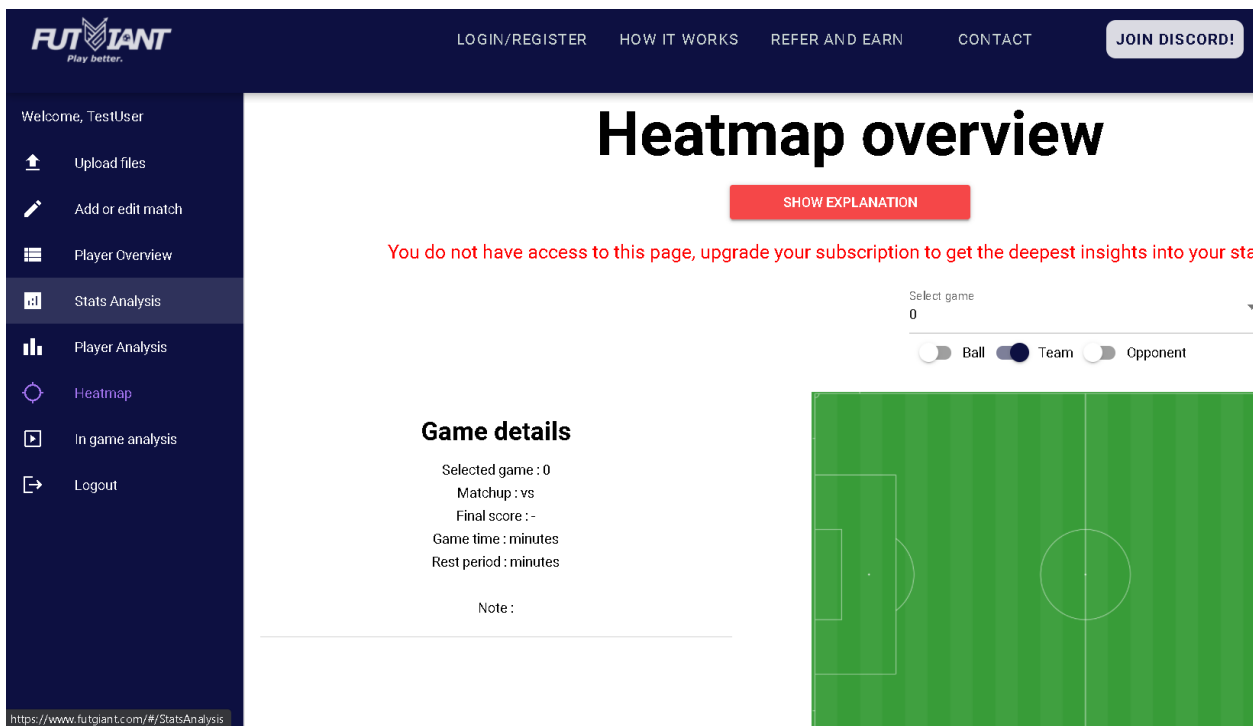 FUTGIANT
Play better.
LOGIN/REGISTER HOW IT WORKS REFER AND EARN CONTACT JOIN DISCORD!
Welcome, TestUser
Upload files
Add or edit match
Player Overview
Stats Analysis
Player Analysis
Heatmap
In game analysis
Logout
Heatmap overview
SHOW EXPLANATION
You do not have access to this page, upgrade your subscription to get the deepest insights into your sta
Select game
0
Ball Team Opponent
Game details
Selected game : 0
Matchup : vs
Final score : -
Game time : minutes
Rest period : minutes
Note :
https://www.futgiant.com/#/StatsAnalysis